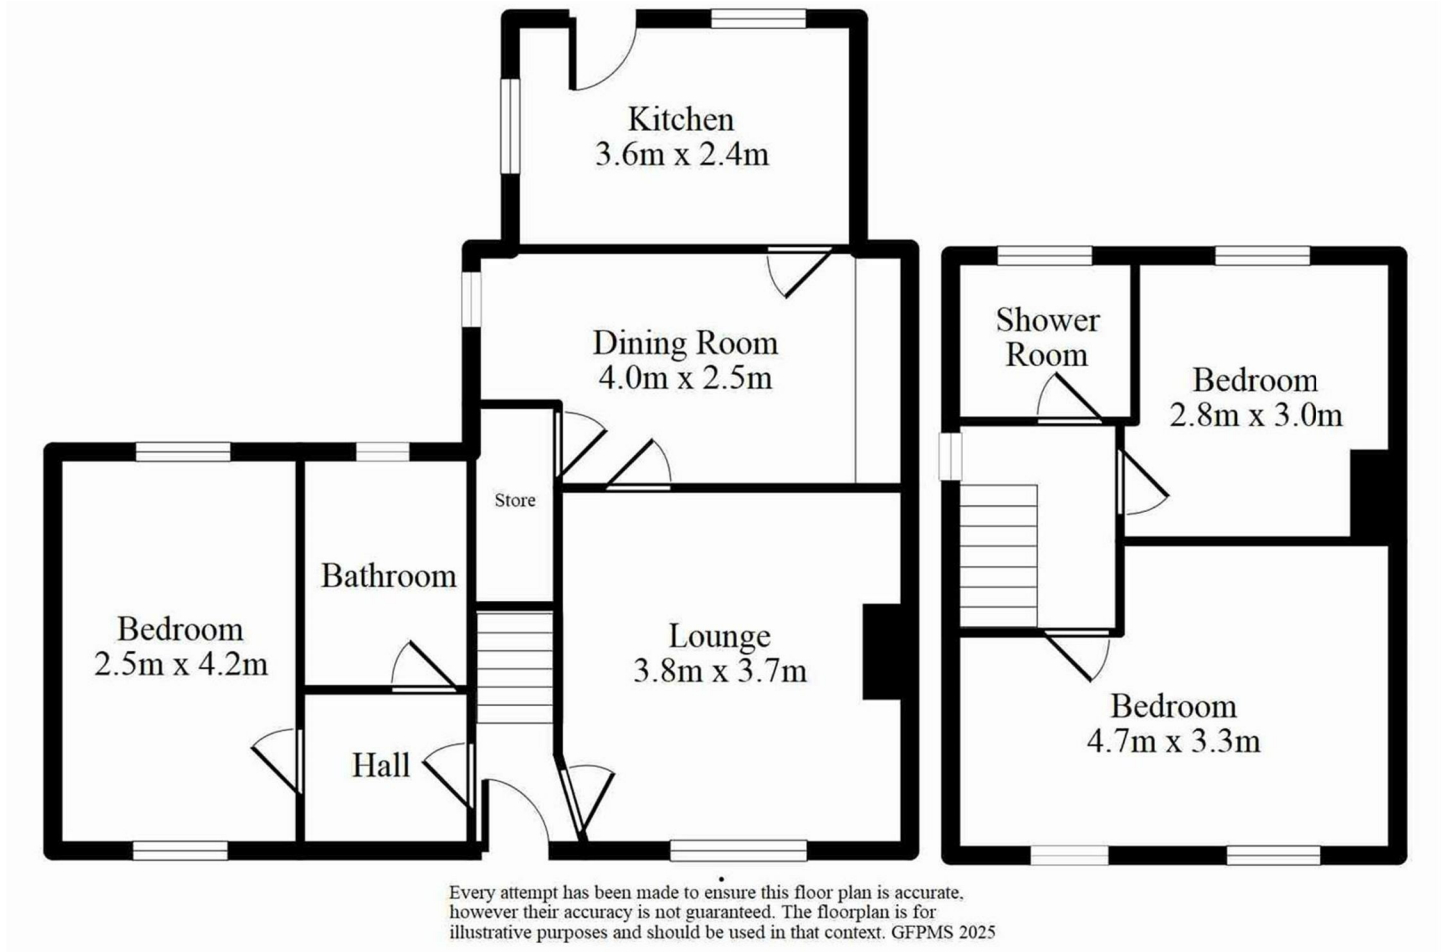 Kitchen
3.6m x 2.4m
Dining Room
4.0m x 2.5m
Store
Bathroom
Bedroom
2.5m x 4.2m
Hall
Lounge
3.8m x 3.7m
Shower
Room
Bedroom
2.8m x 3.0m
Bedroom
4.7m x 3.3m
Every attempt has been made to ensure this floor plan is accurate,
however their accuracy is not guaranteed. The floorplan is for
illustrative purposes and should be used in that context. GFPMS 2025